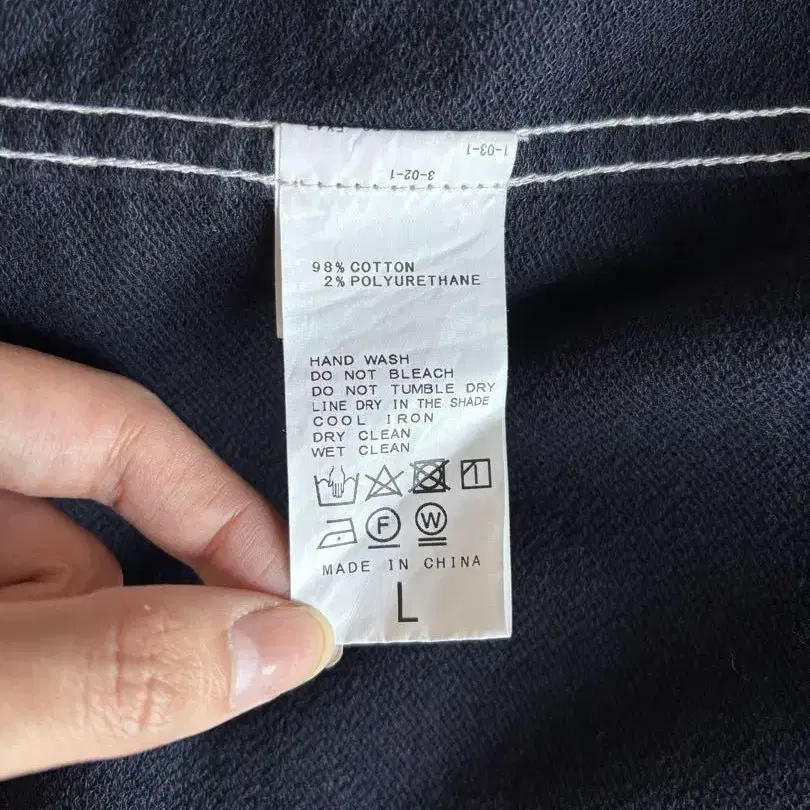 1-03-1
3-02-1
98% COTTON
2% POLYURETHANE
HAND WASH
DO NOT BLEACH
DO NOT TUMBLE DRY
LINE DRY IN THE SHADE
COOL IRON
DRY CLEAN
WET CLEAN
F W
MADE IN CHINA
L